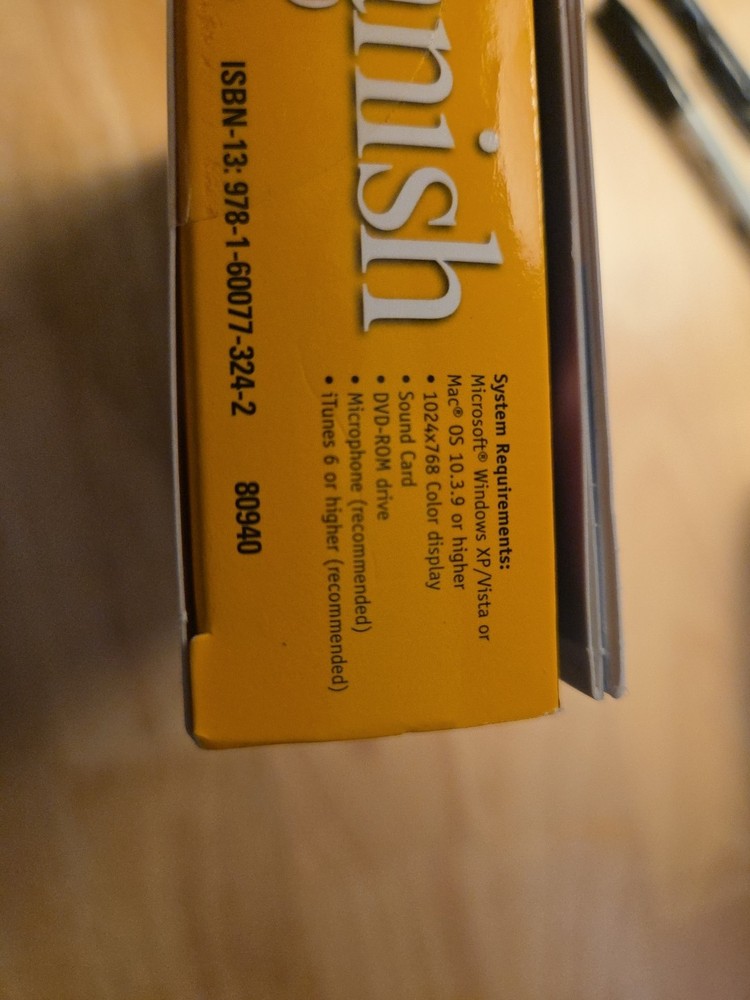 nish
System Requirements:
Microsoft® Windows XP/Vista or
Mac® OS 10.3.9 or higher
• 1024x768 Color display
• Sound Card
• DVD-ROM drive
• Microphone (recommended)
• iTunes 6 or higher (recommended)
ISBN-13: 978-1-60077-324-2 80940